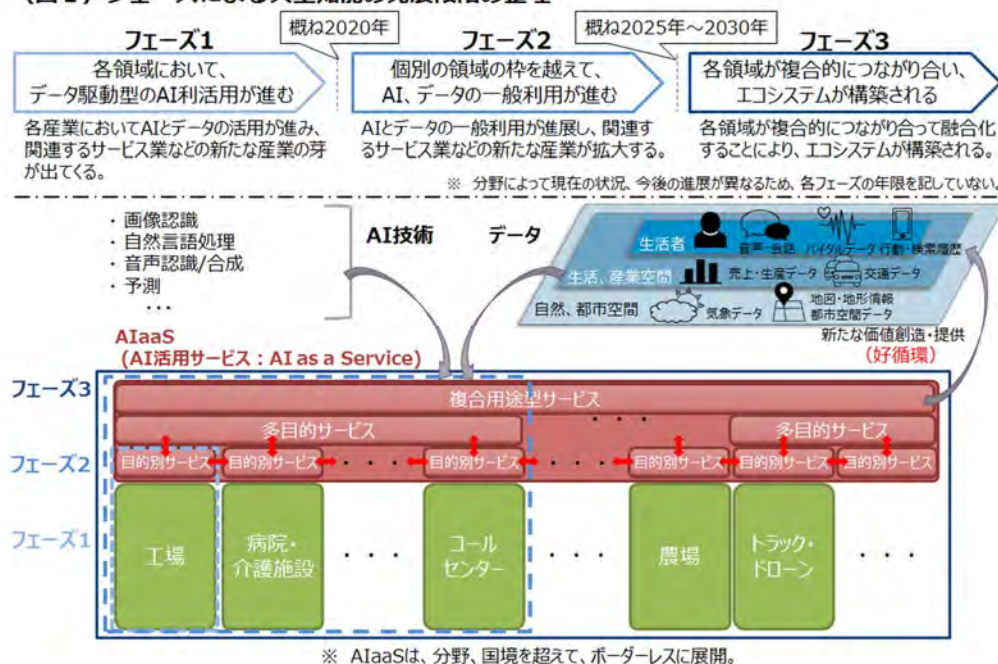 (図1) フェーズによる人工知能の発展段階の整理
フェーズ1
概ね2020年
フェーズ2
概ね2025年～2030年
フェーズ3
各領域において、
データ駆動型のAI利活用が進む
個別の領域の枠を越えて、
AI、データの一般利用が進む
各領域が複合的につながり合い、
エコシステムが構築される
各産業においてAIとデータの活用が進み、
関連するサービス業などの新たな産業の芽
が出てくる。
AIとデータの一般利用が進展し、関連す
るサービス業などの新たな産業が拡大する。
各領域が複合的につながり合って融合化
することにより、エコシステムが構築される。
※ 分野によって現在の状況、今後の進展が異なるため、各フェーズの年限を記していない。
・ 画像認識
・ 自然言語処理
・ 音声認識/合成
・ 予測
・・・
AI技術
データ
生活者
音声・会話
バイタルデータ
行動・検索履歴
生活、産業空間
売上・生産データ
交通データ
自然、都市空間
気象データ
地図・地形情報
都市空間データ
新たな価値創造・提供
(好循環)
AIaaS
(AI活用サービス：AI as a Service)
フェーズ3
複合用途型サービス
多目的サービス
・・・
多目的サービス
フェーズ2
目的別サービス
目的別サービス
・・・
目的別サービス
・・・
目的別サービス
目的別サービス
目的別サービス
フェーズ1
工場
病院・
介護施設
・・・
コール
センター
・・・
農場
トラック・
ドローン
・・・
※ AIaaSは、分野、国境を超えて、ボーダーレスに展開。